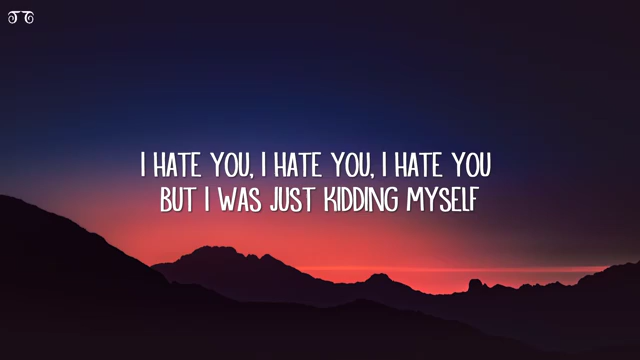 I HATE YOU, I HATE YOU, I HATE YOU
BUT I WAS JUST KIDDING MYSELF